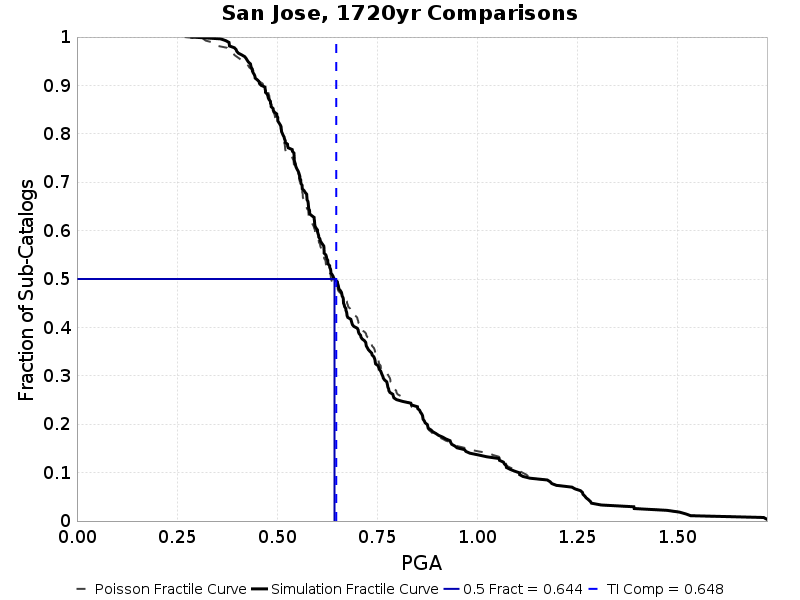 San Jose, 1720yr Comparisons
1
0.9
0.8
0.7
0.6
0.5
0.4
0.3
0.2
0.1
0
Fraction of Sub-Catalogs
0.00 0.25 0.50 0.75 1.00 1.25 1.50
PGA
Poisson Fractile Curve Simulation Fractile Curve 0.5 Fract = 0.644 TI Comp = 0.648